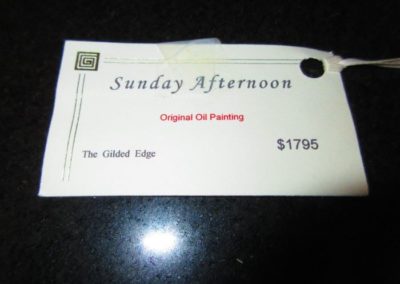 Sunday Afternoon
Original Oil Painting
The Gilded Edge
$1795